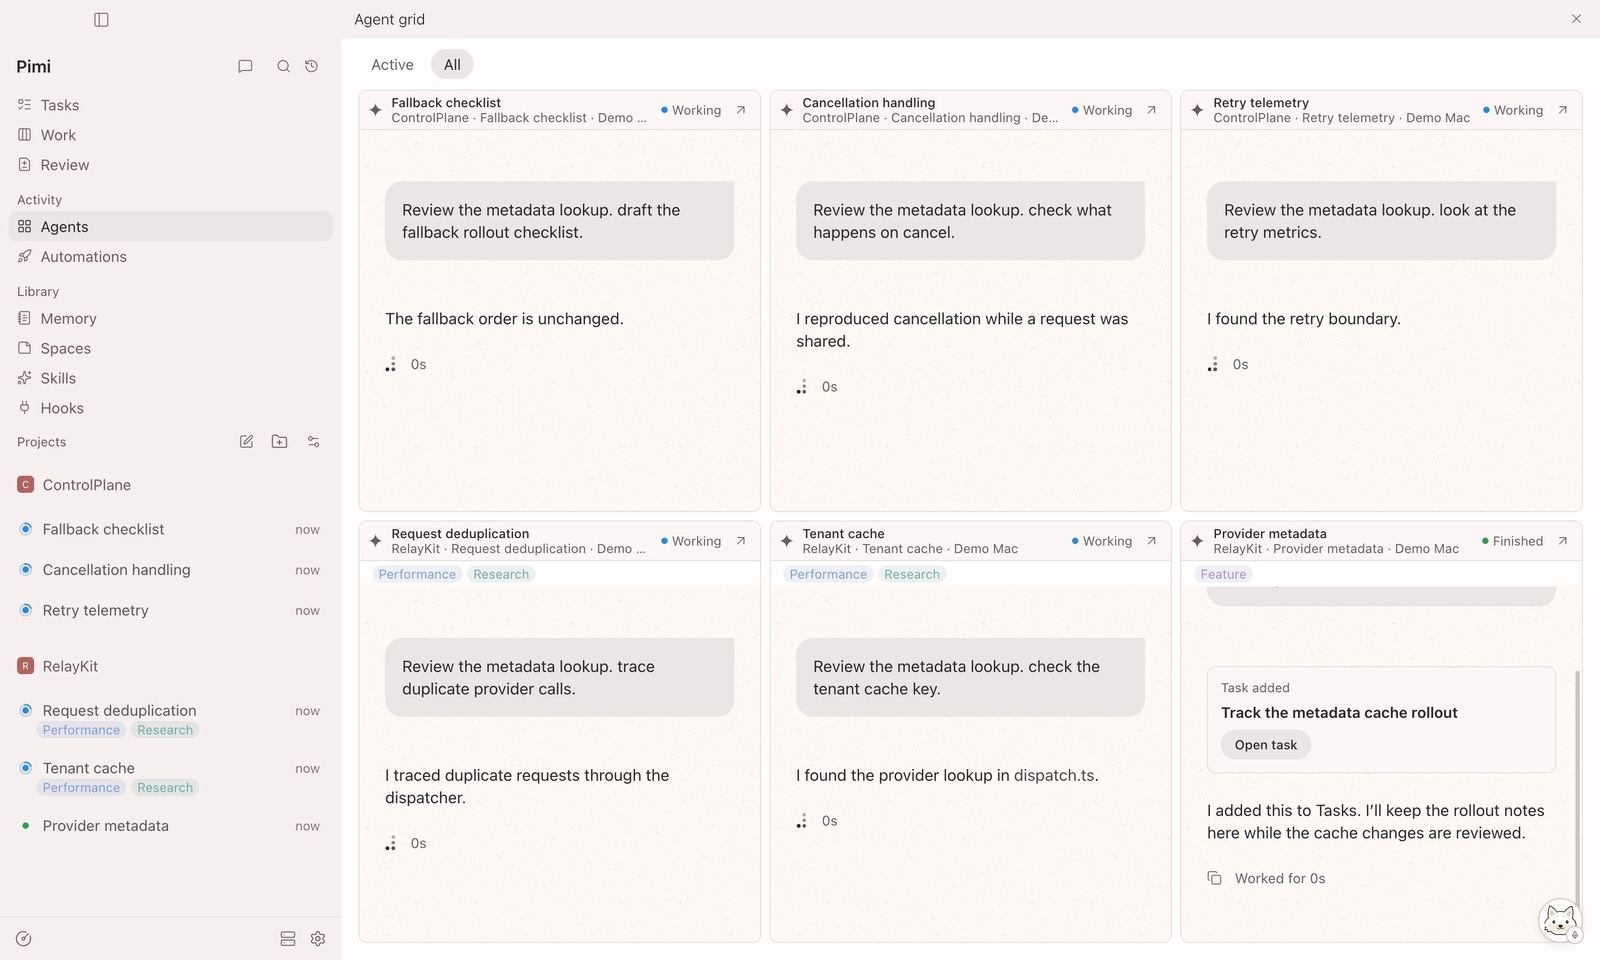 Agent grid
Pimi
Tasks
Work
Review
Activity
Agents
Automations
Library
Memory
Spaces
Skills
Hooks
Projects
C
ControlPlane
Fallback checklist
now
Cancellation handling
now
Retry telemetry
now
R
RelayKit
Request deduplication
now
Performance
Research
Tenant cache
now
Performance
Research
Provider metadata
now
Active
All
Fallback checklist
ControlPlane · Fallback checklist · Demo ...
Working
Review the metadata lookup. draft the
fallback rollout checklist.
The fallback order is unchanged.
0s
Cancellation handling
ControlPlane · Cancellation handling · De...
Working
Review the metadata lookup. check what
happens on cancel.
I reproduced cancellation while a request was
shared.
0s
Retry telemetry
ControlPlane · Retry telemetry · Demo Mac
Working
Review the metadata lookup. look at the
retry metrics.
I found the retry boundary.
0s
Request deduplication
RelayKit · Request deduplication · Demo ...
Working
Performance
Research
Review the metadata lookup. trace
duplicate provider calls.
I traced duplicate requests through the
dispatcher.
0s
Tenant cache
RelayKit · Tenant cache · Demo Mac
Working
Performance
Research
Review the metadata lookup. check the
tenant cache key.
I found the provider lookup in dispatch.ts.
0s
Provider metadata
RelayKit · Provider metadata · Demo Mac
Finished
Feature
Task added
Track the metadata cache rollout
Open task
I added this to Tasks. I’ll keep the rollout notes
here while the cache changes are reviewed.
Worked for 0s